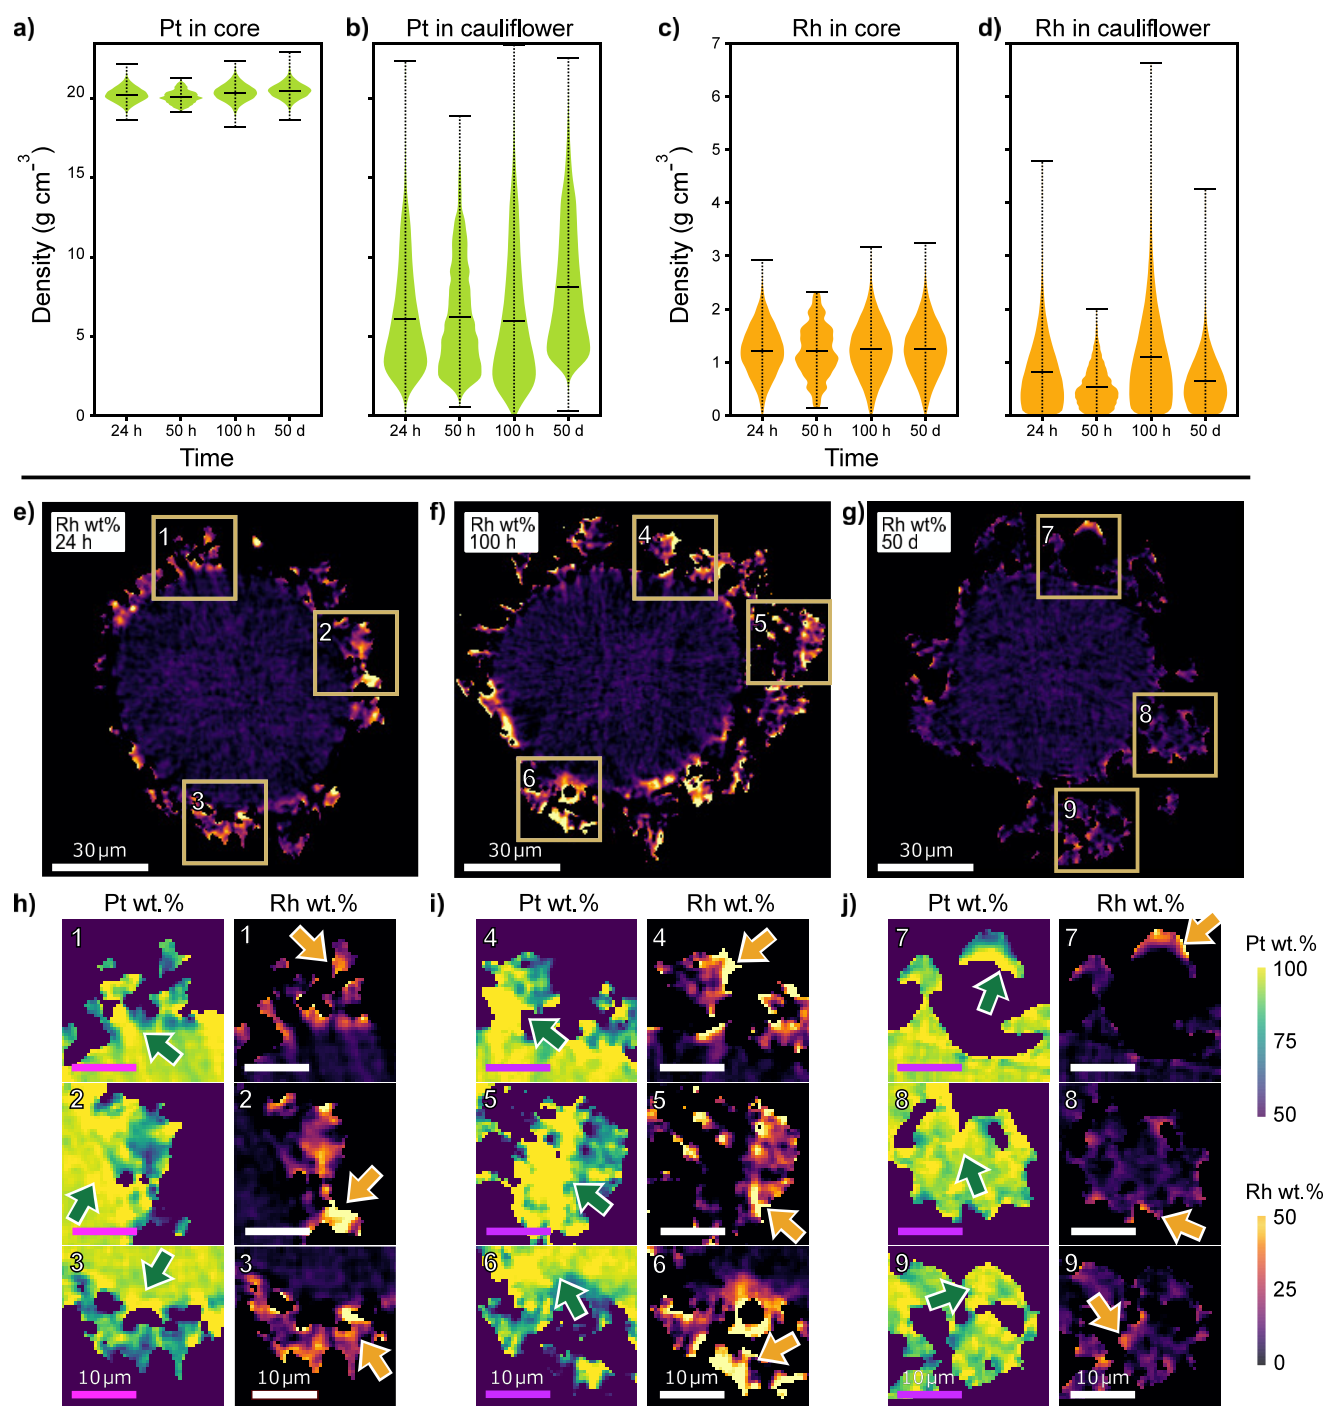 a) Pt in core
b) Pt in cauliflower
c) Rh in core
d) Rh in cauliflower
Density (g cm⁻³)
20
15
10
5
0
24 h 50 h 100 h 50 d
24 h 50 h 100 h 50 d
Time
Density (g cm⁻³)
7
6
5
4
3
2
1
0
24 h 50 h 100 h 50 d
24 h 50 h 100 h 50 d
Time
e)
Rh wt%
24 h
1
2
3
30 µm
f)
Rh wt%
100 h
4
5
6
30 µm
g)
Rh wt%
50 d
7
8
9
30 µm
h) Pt wt.% Rh wt.%
1 1
2 2
3 3
10 µm 10 µm
i) Pt wt.% Rh wt.%
4 4
5 5
6 6
10 µm 10 µm
j) Pt wt.% Rh wt.%
7 7
8 8
9 9
10 µm 10 µm
Pt wt.%
100
75
50
Rh wt.%
50
25
0